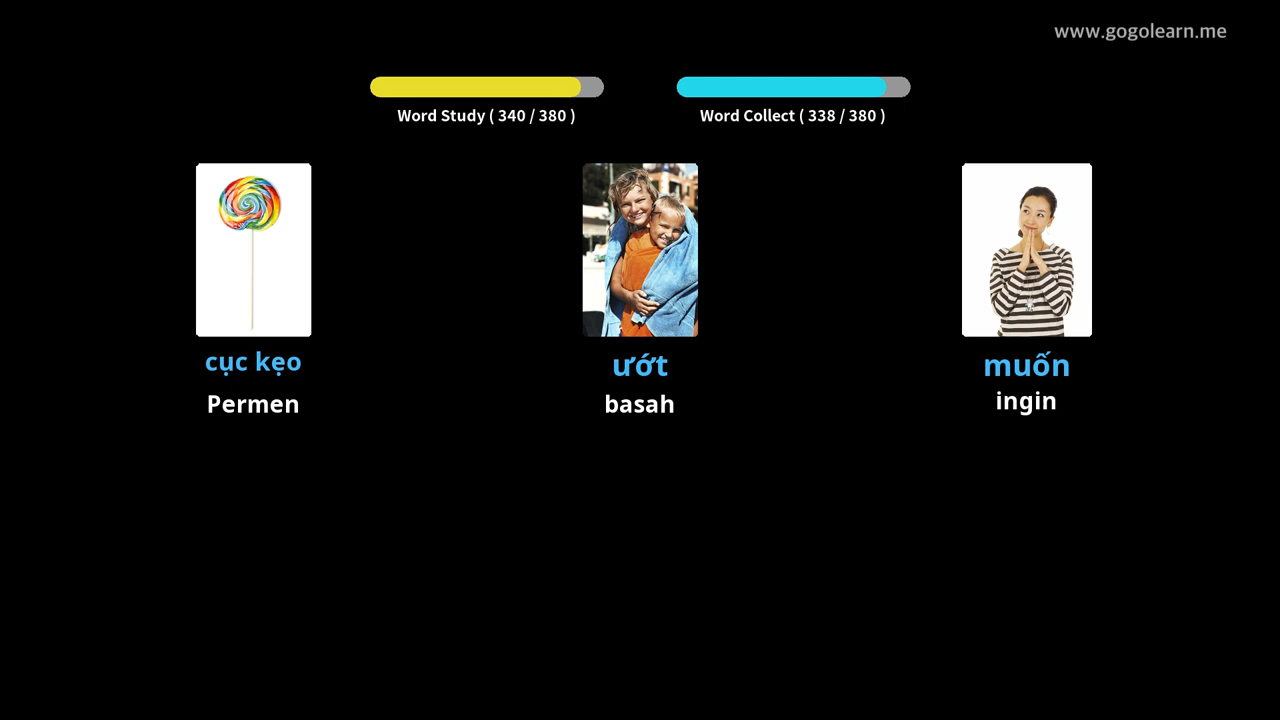 www.gogolearn.me
Word Study ( 340 / 380 )
Word Collect ( 338 / 380 )
cục kẹo
ướt
muốn
Permen
basah
ingin